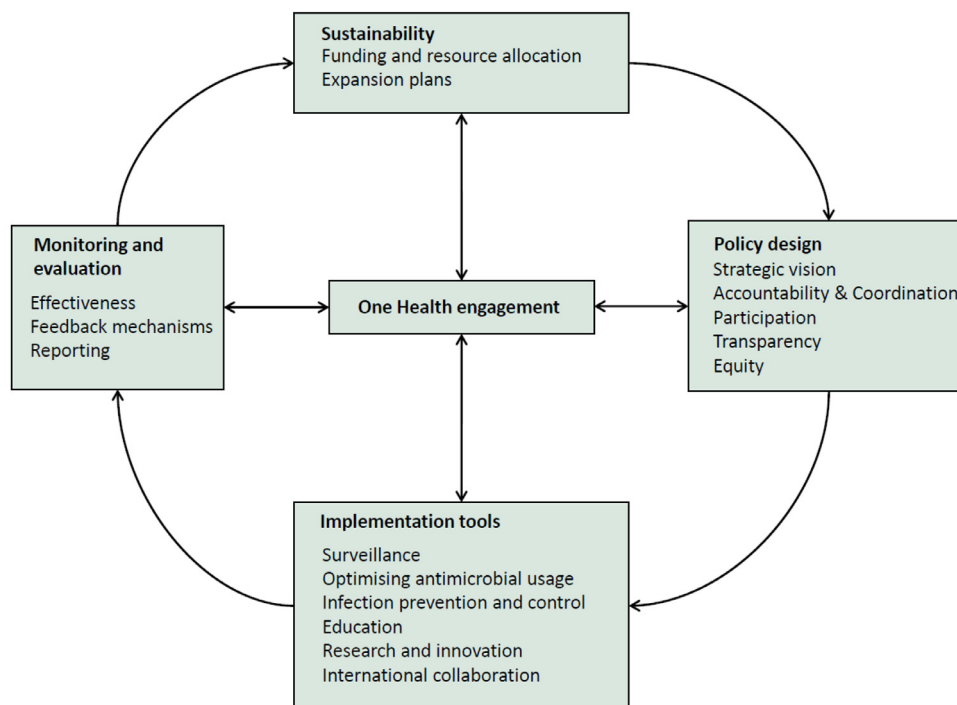 Sustainability
Funding and resource allocation
Expansion plans
Monitoring and
evaluation
Effectiveness
Feedback mechanisms
Reporting
One Health engagement
Policy design
Strategic vision
Accountability & Coordination
Participation
Transparency
Equity
Implementation tools
Surveillance
Optimising antimicrobial usage
Infection prevention and control
Education
Research and innovation
International collaboration